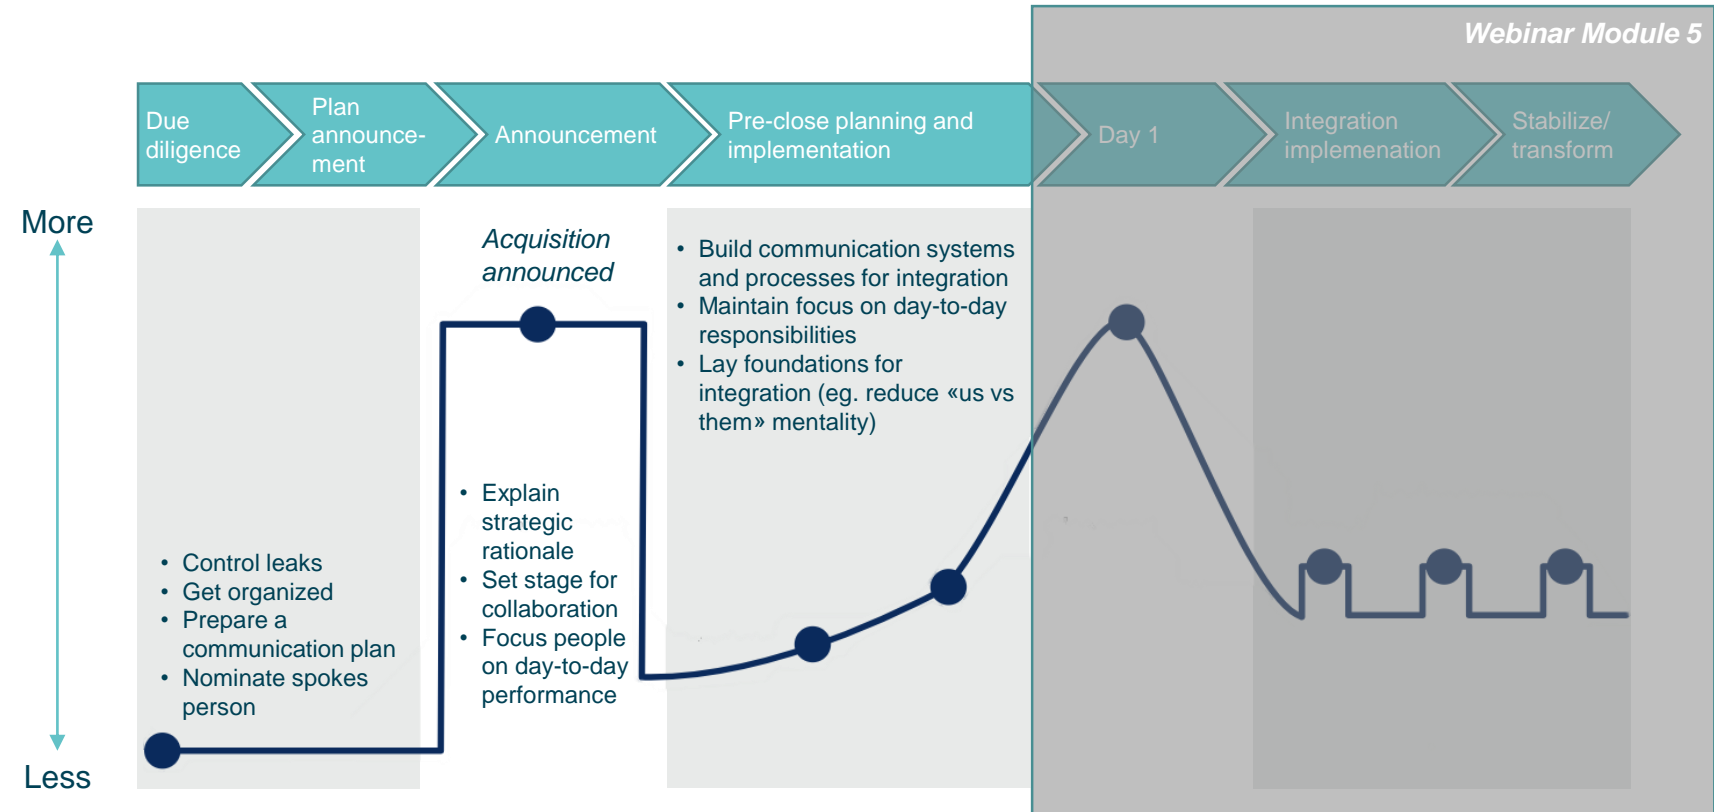 Webinar Module 5
Due
diligence
Plan
announce-
ment
Announcement
Pre-close planning and
implementation
Day 1
Integration
implemenation
Stabilize/
transform
More
Less
• Control leaks
• Get organized
• Prepare a
communication plan
• Nominate spokes
person
Acquisition
announced
• Explain
strategic
rationale
• Set stage for
collaboration
• Focus people
on day-to-day
performance
• Build communication systems
and processes for integration
• Maintain focus on day-to-day
responsibilities
• Lay foundations for
integration (eg. reduce «us vs
them» mentality)